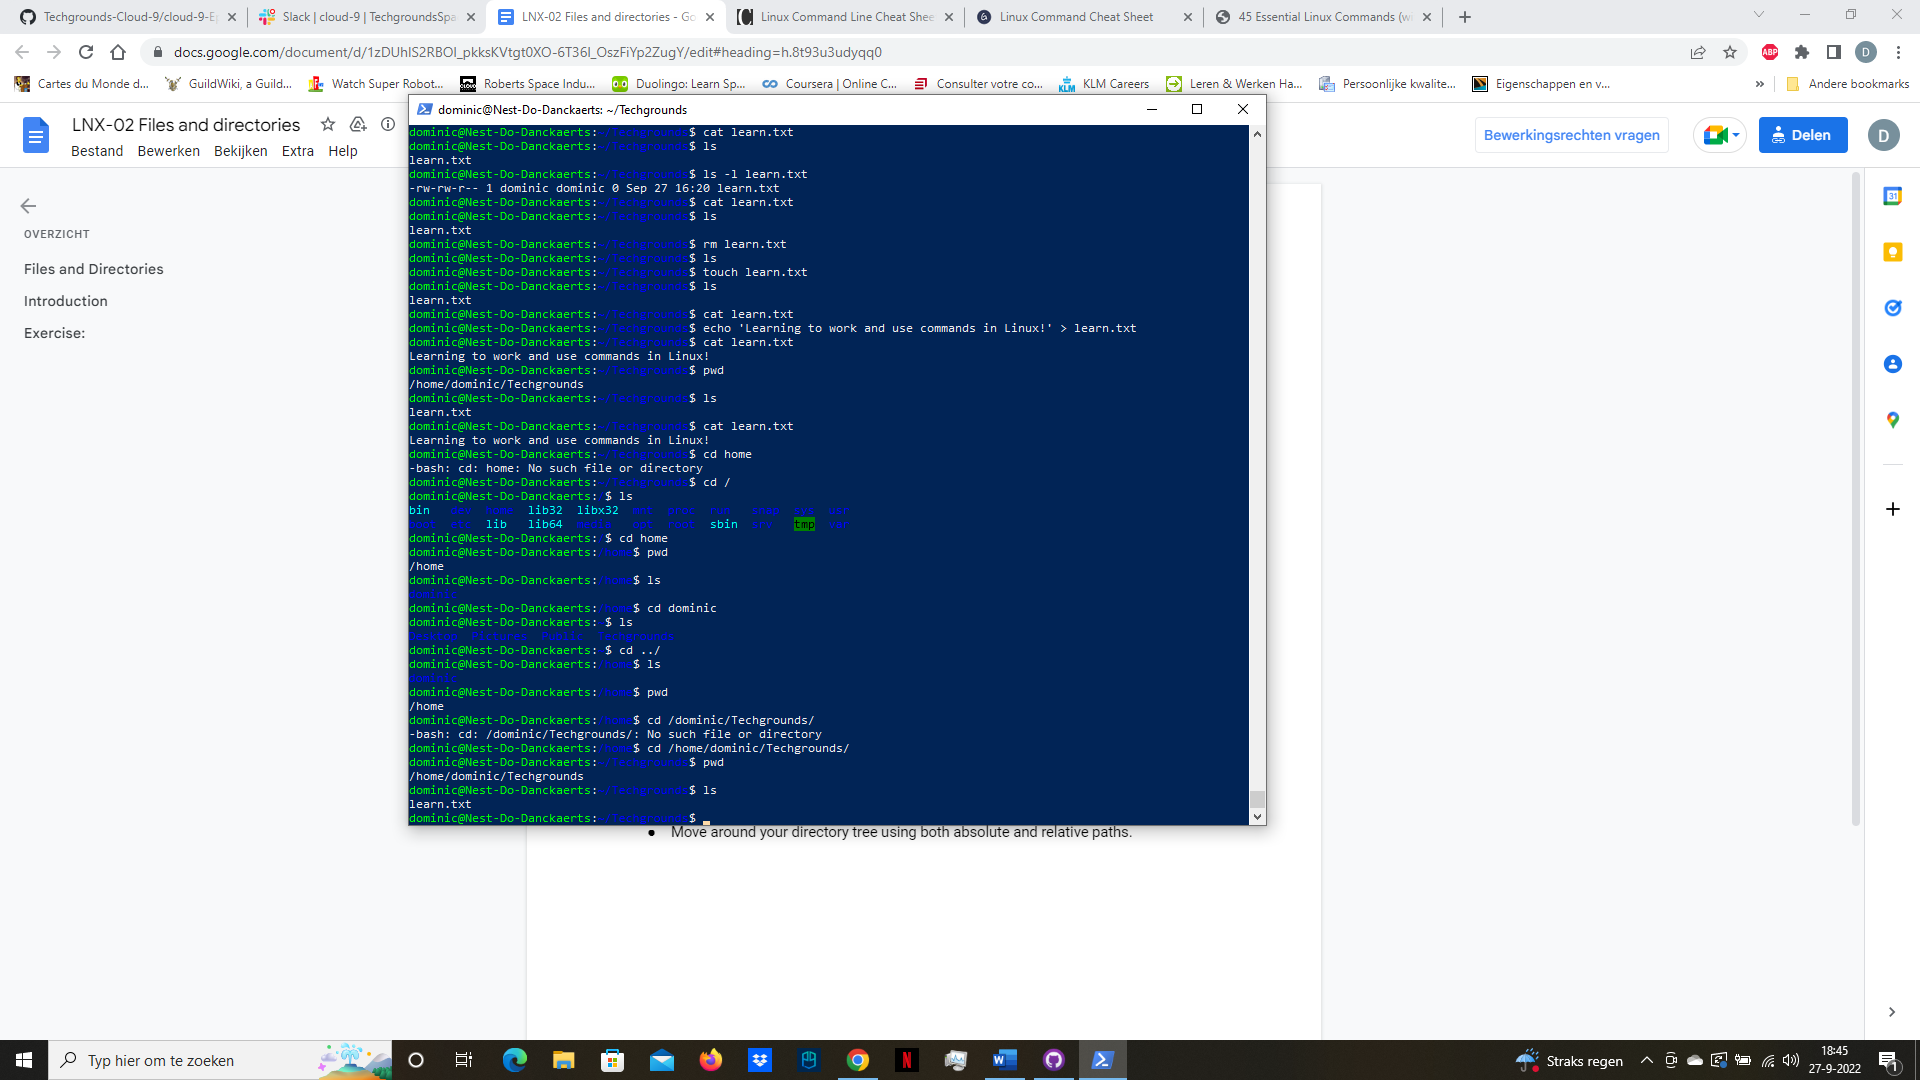 Techgrounds-Cloud-9/cloud-9-Ep
Slack | cloud-9 | TechgroundsSpa
LNX-02 Files and directories - Go
Linux Command Line Cheat Shee
Linux Command Cheat Sheet
45 Essential Linux Commands (wi
docs.google.com/document/d/1zDUhIS2RBOI_pkksKVtgt0XO-6T36I_OszFiYp2ZugY/edit#heading=h.8t93u3udyqq0
ABP
D
Cartes du Monde d...
GuildWiki, a Guild...
Watch Super Robot...
Roberts Space Indu...
Duolingo: Learn Sp...
Coursera | Online C...
Consulter votre co...
KLM Careers
Leren & Werken Ha...
Persoonlijke kwalite...
Eigenschappen en v...
»
Andere bookmarks
dominic@Nest-Do-Danckaerts: ~/Techgrounds
LNX-02 Files and directories
Bestand Bewerken Bekijken Extra Help
Bewerkingsrechten vragen
Delen
D
OVERZICHT
Files and Directories
Introduction
Exercise:
dominic@Nest-Do-Danckaerts:~/Techgrounds$ cat learn.txt
dominic@Nest-Do-Danckaerts:~/Techgrounds$ ls
learn.txt
dominic@Nest-Do-Danckaerts:~/Techgrounds$ ls -l learn.txt
-rw-rw-r-- 1 dominic dominic 0 Sep 27 16:20 learn.txt
dominic@Nest-Do-Danckaerts:~/Techgrounds$ cat learn.txt
dominic@Nest-Do-Danckaerts:~/Techgrounds$ ls
learn.txt
dominic@Nest-Do-Danckaerts:~/Techgrounds$ rm learn.txt
dominic@Nest-Do-Danckaerts:~/Techgrounds$ ls
dominic@Nest-Do-Danckaerts:~/Techgrounds$ touch learn.txt
dominic@Nest-Do-Danckaerts:~/Techgrounds$ ls
learn.txt
dominic@Nest-Do-Danckaerts:~/Techgrounds$ cat learn.txt
dominic@Nest-Do-Danckaerts:~/Techgrounds$ echo 'Learning to work and use commands in Linux!' > learn.txt
dominic@Nest-Do-Danckaerts:~/Techgrounds$ cat learn.txt
Learning to work and use commands in Linux!
dominic@Nest-Do-Danckaerts:~/Techgrounds$ pwd
/home/dominic/Techgrounds
dominic@Nest-Do-Danckaerts:~/Techgrounds$ ls
learn.txt
dominic@Nest-Do-Danckaerts:~/Techgrounds$ cat learn.txt
Learning to work and use commands in Linux!
dominic@Nest-Do-Danckaerts:~/Techgrounds$ cd home
-bash: cd: home: No such file or directory
dominic@Nest-Do-Danckaerts:~/Techgrounds$ cd /
dominic@Nest-Do-Danckaerts:/$ ls
bin dev home lib32 libx32 mnt proc run snap sys usr
boot etc lib lib64 media opt root sbin srv tmp var
dominic@Nest-Do-Danckaerts:/$ cd home
dominic@Nest-Do-Danckaerts:/home$ pwd
/home
dominic@Nest-Do-Danckaerts:/home$ ls
dominic
dominic@Nest-Do-Danckaerts:/home$ cd dominic
dominic@Nest-Do-Danckaerts:~$ ls
Desktop Pictures Public Techgrounds
dominic@Nest-Do-Danckaerts:~$ cd ../
dominic@Nest-Do-Danckaerts:/home$ ls
dominic
dominic@Nest-Do-Danckaerts:/home$ pwd
/home
dominic@Nest-Do-Danckaerts:/home$ cd /dominic/Techgrounds/
-bash: cd: /dominic/Techgrounds/: No such file or directory
dominic@Nest-Do-Danckaerts:/home$ cd /home/dominic/Techgrounds/
dominic@Nest-Do-Danckaerts:~/Techgrounds$ pwd
/home/dominic/Techgrounds
dominic@Nest-Do-Danckaerts:~/Techgrounds$ ls
learn.txt
dominic@Nest-Do-Danckaerts:~/Techgrounds$
● Move around your directory tree using both absolute and relative paths.
31
Typ hier om te zoeken
Straks regen
18:45
27-9-2022
1